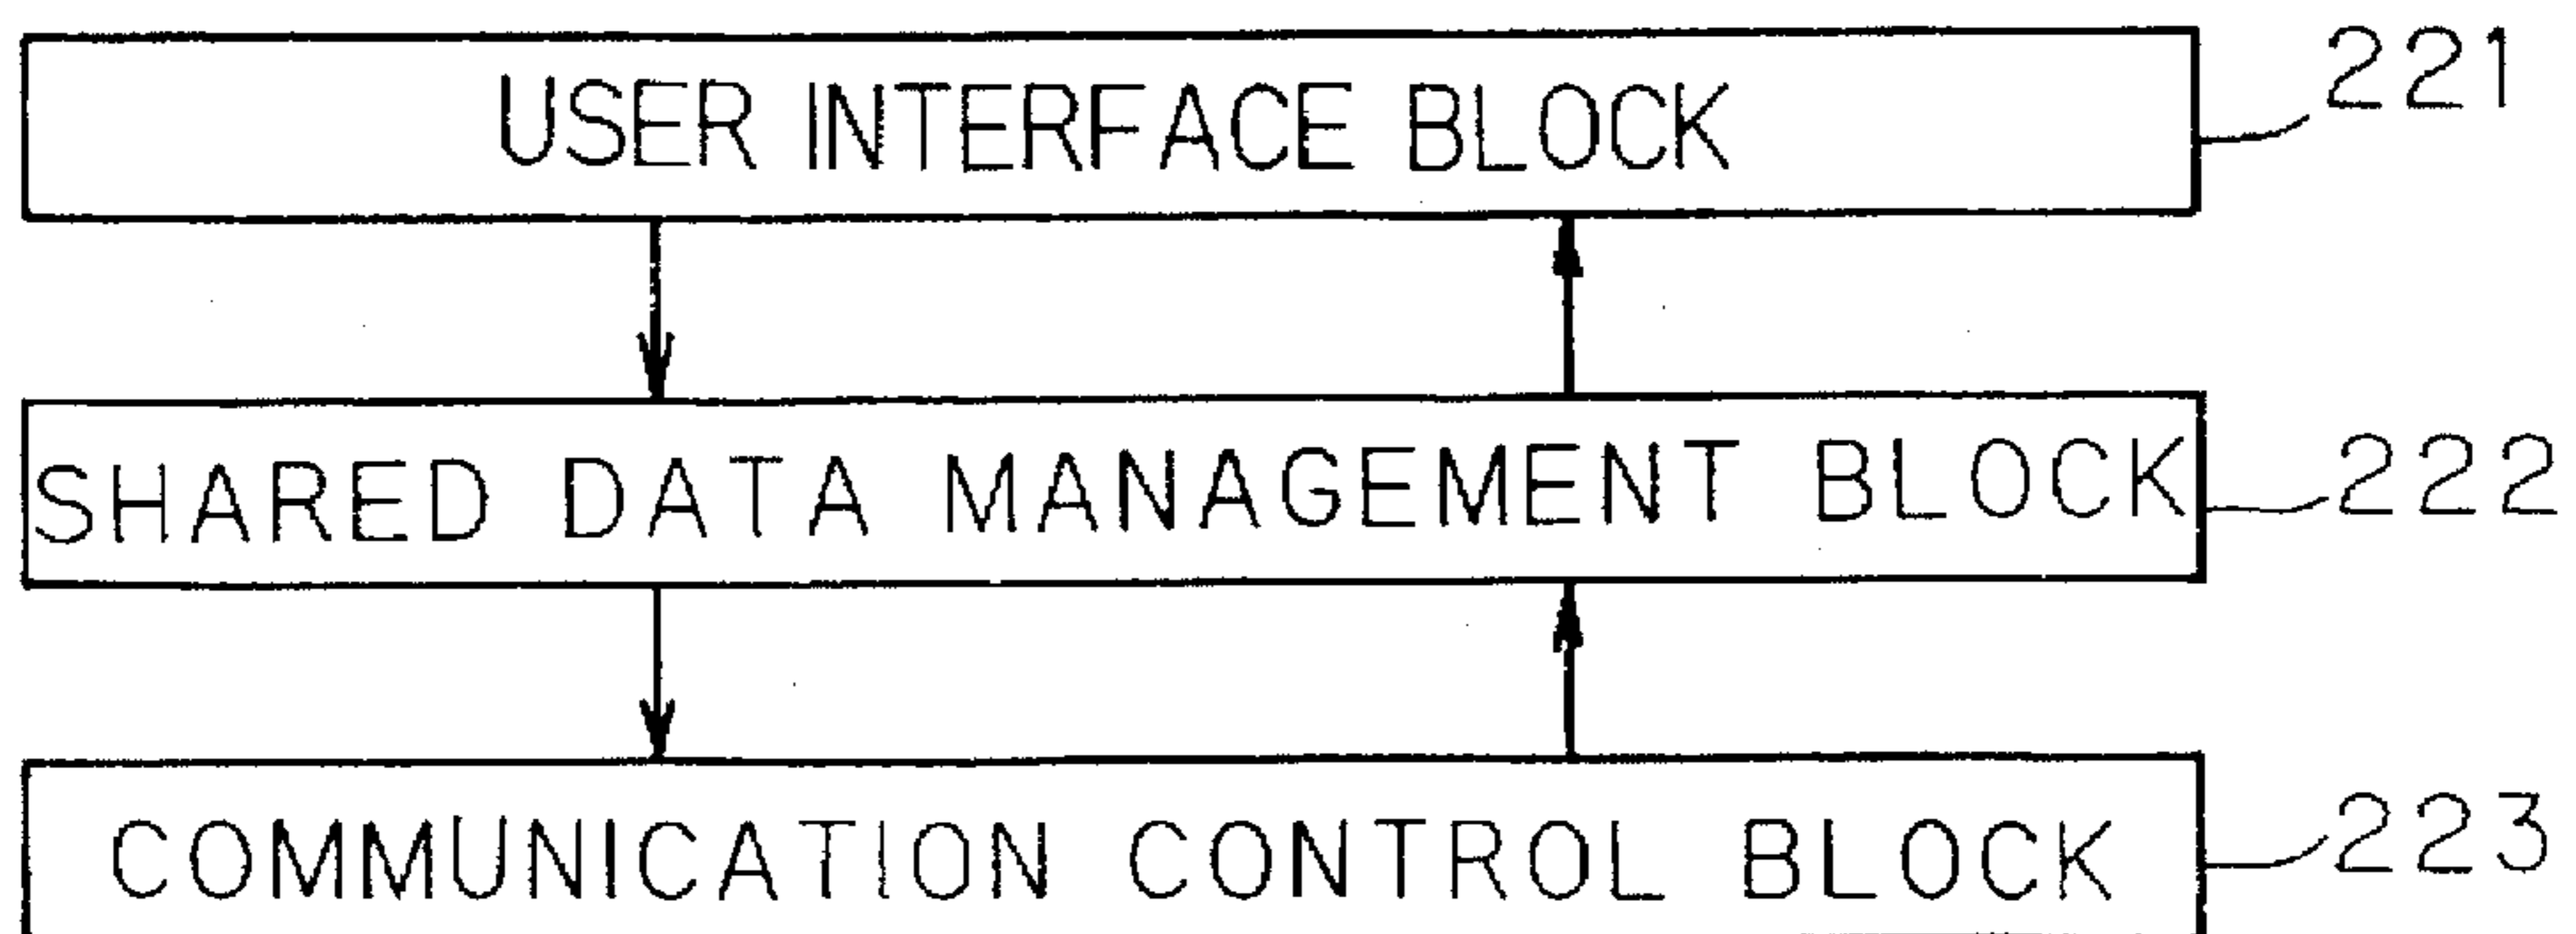 USER INTERFACE BLOCK 221
SHARED DATA MANAGEMENT BLOCK 222
COMMUNICATION CONTROL BLOCK 223